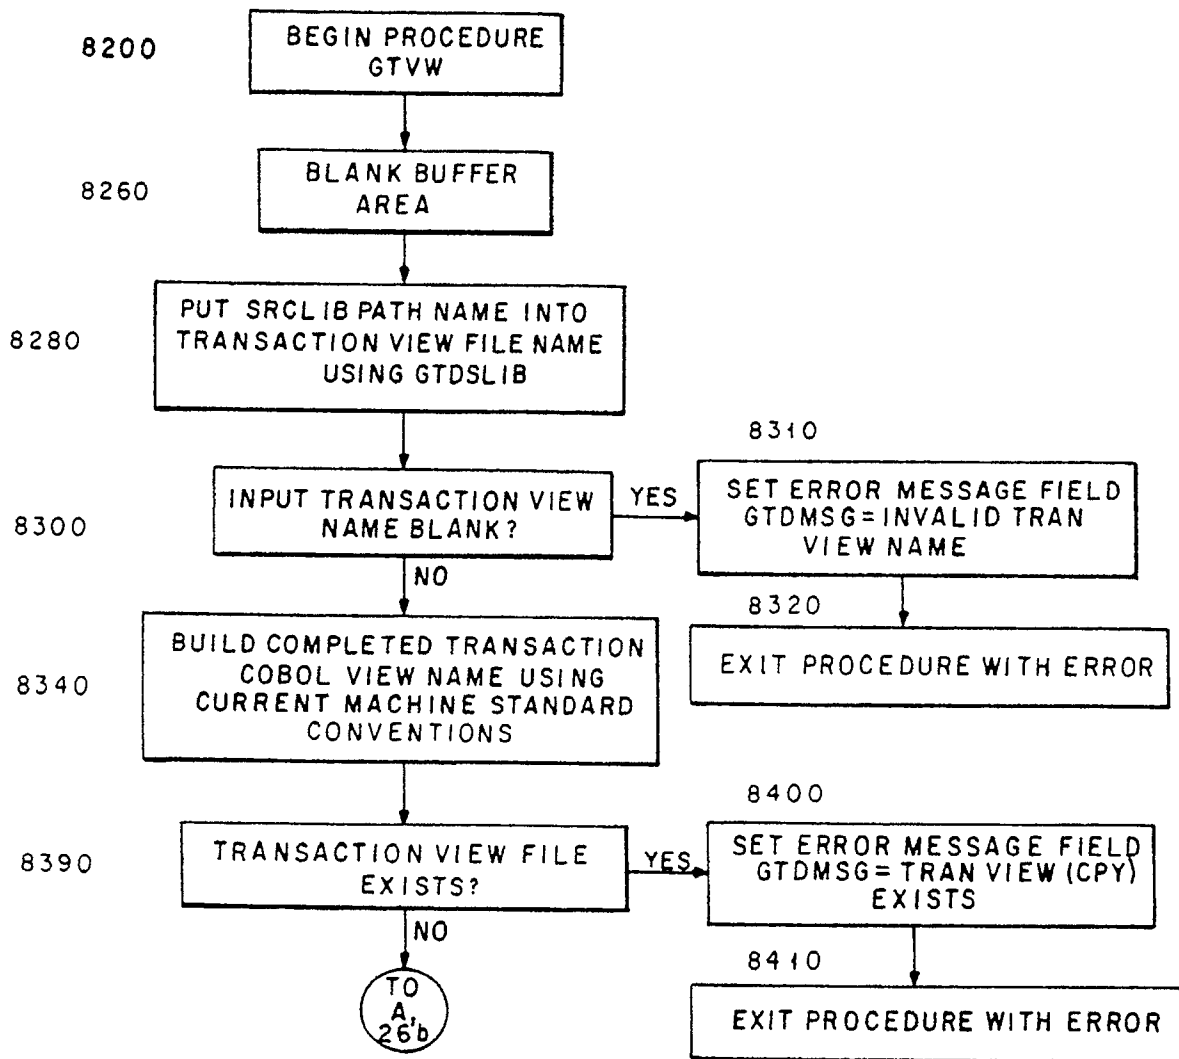 8200
BEGIN PROCEDURE
GTVW
8260
BLANK BUFFER
AREA
8280
PUT SRCLIB PATH NAME INTO
TRANSACTION VIEW FILE NAME
USING GTDSLIB
8300
INPUT TRANSACTION VIEW
NAME BLANK?
YES
8310
SET ERROR MESSAGE FIELD
GTDMSG=INVALID TRAN
VIEW NAME
8320
EXIT PROCEDURE WITH ERROR
NO
8340
BUILD COMPLETED TRANSACTION
COBOL VIEW NAME USING
CURRENT MACHINE STANDARD
CONVENTIONS
8390
TRANSACTION VIEW FILE
EXISTS?
YES
8400
SET ERROR MESSAGE FIELD
GTDMSG=TRAN VIEW (CPY)
EXISTS
8410
EXIT PROCEDURE WITH ERROR
NO
TO
A,
26'b